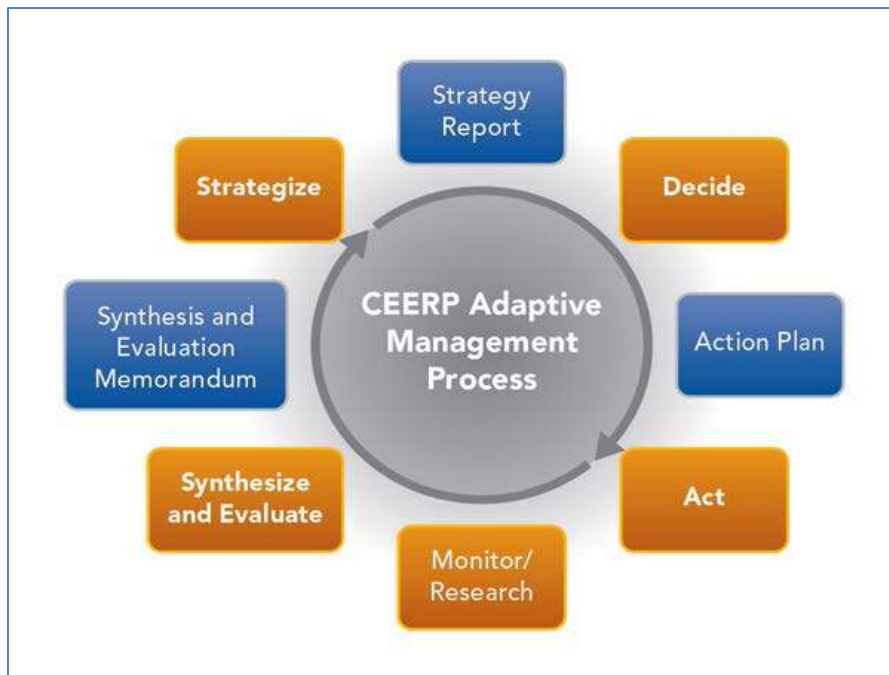 Strategy
Report
Strategize
Decide
CEERP Adaptive
Management
Process
Synthesis and
Evaluation
Memorandum
Action Plan
Synthesize
and Evaluate
Act
Monitor/
Research